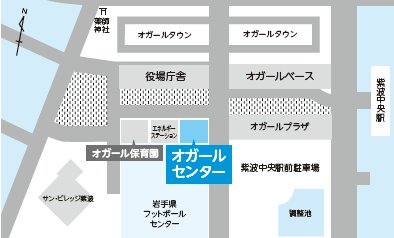 N
薬師
神社
オガールタウン
オガールタウン
役場庁舎
オガールベース
紫波中央駅
エネルギー
ステーション
オガールプラザ
オガール保育園
オガール
センター
紫波中央駅前駐車場
サン・ビレッジ紫波
岩手県
フットボール
センター
調整池